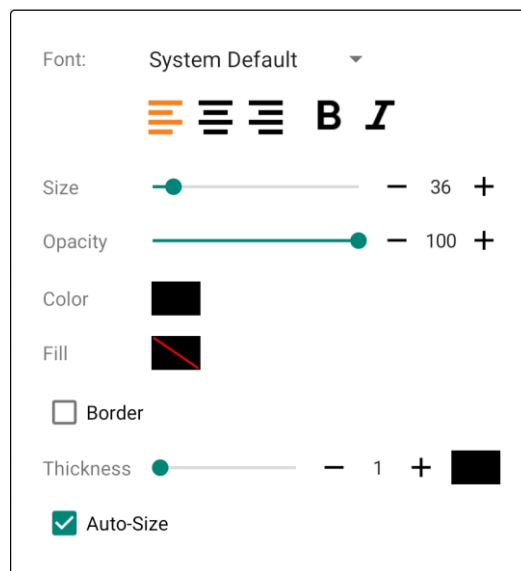 Font: System Default
B I
Size 36
Opacity 100
Color
Fill
Border
Thickness 1
Auto-Size